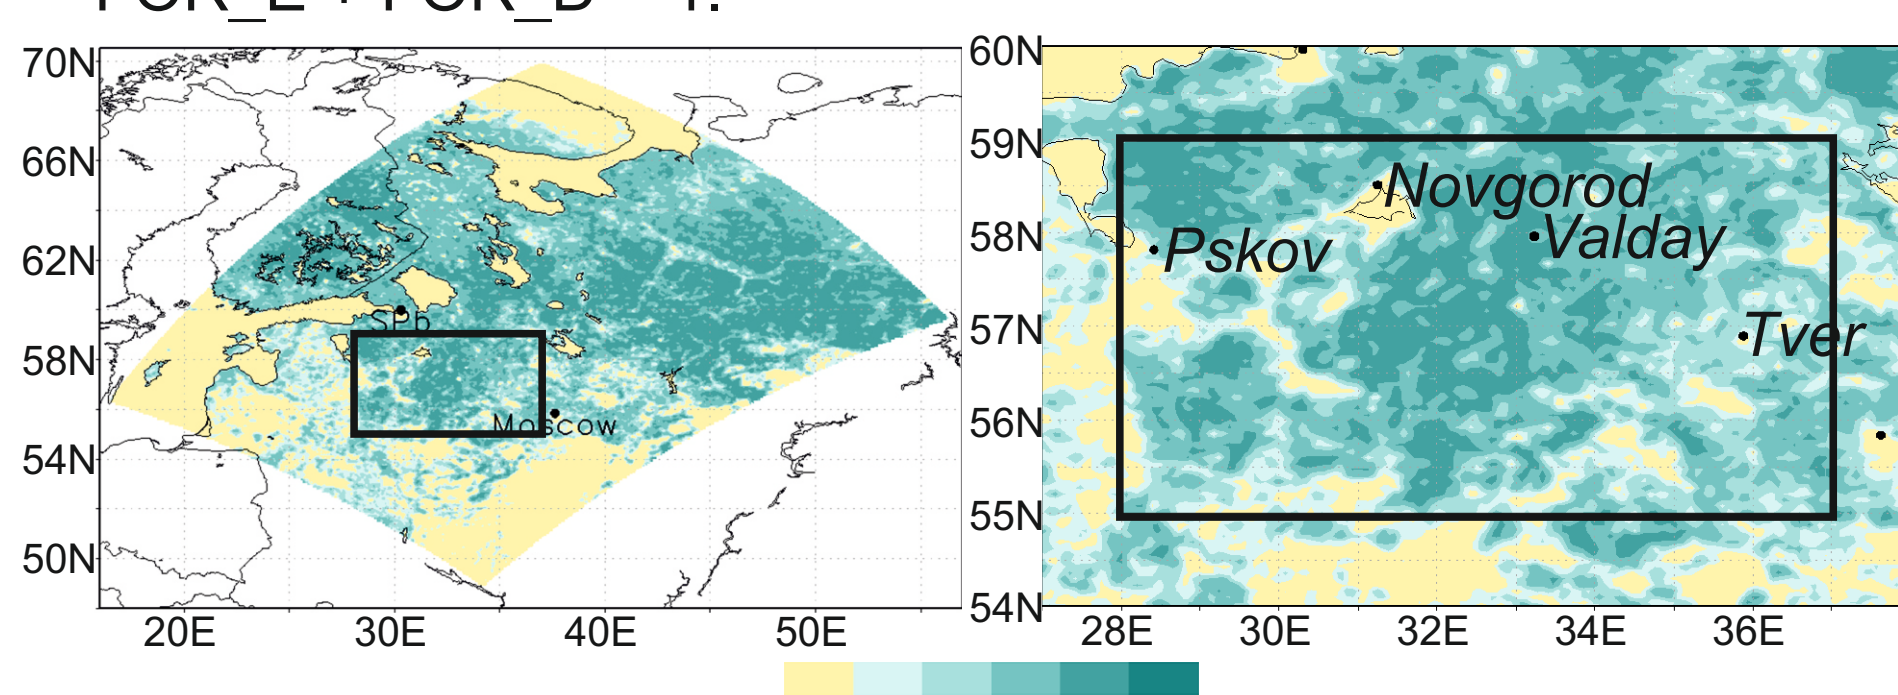 70N
66N
62N
58N
54N
50N
20E
30E
40E
50E
SPb
Moscow
60N
59N
58N
57N
56N
55N
54N
28E
30E
32E
34E
36E
Novgorod
Valday
Pskov
Tver